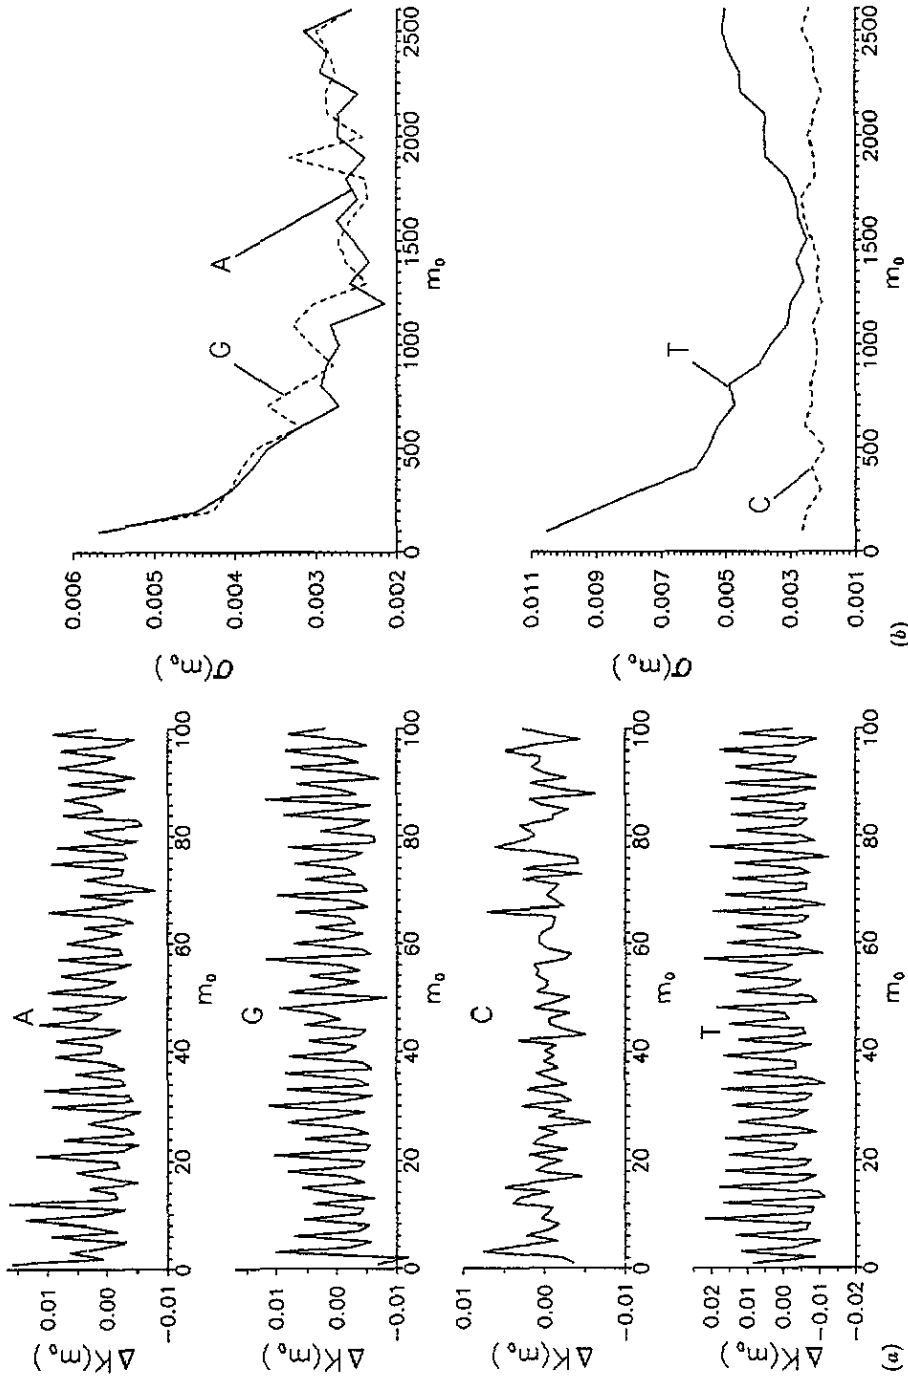 A
ΔK(m₀)
0.01
0.00
−0.01
0
20
40
60
80
100
m₀
G
ΔK(m₀)
0.01
0.00
−0.01
0
20
40
60
80
100
m₀
C
ΔK(m₀)
0.01
0.00
−0.01
0
20
40
60
80
100
m₀
T
ΔK(m₀)
0.02
0.01
0.00
−0.01
−0.02
0
20
40
60
80
100
m₀
(a)
σ(m₀)
0.006
0.005
0.004
0.003
0.002
G
A
0
500
1000
1500
2000
2500
m₀
σ(m₀)
0.011
0.009
0.007
0.005
0.003
0.001
C
T
0
500
1000
1500
2000
2500
m₀
(b)